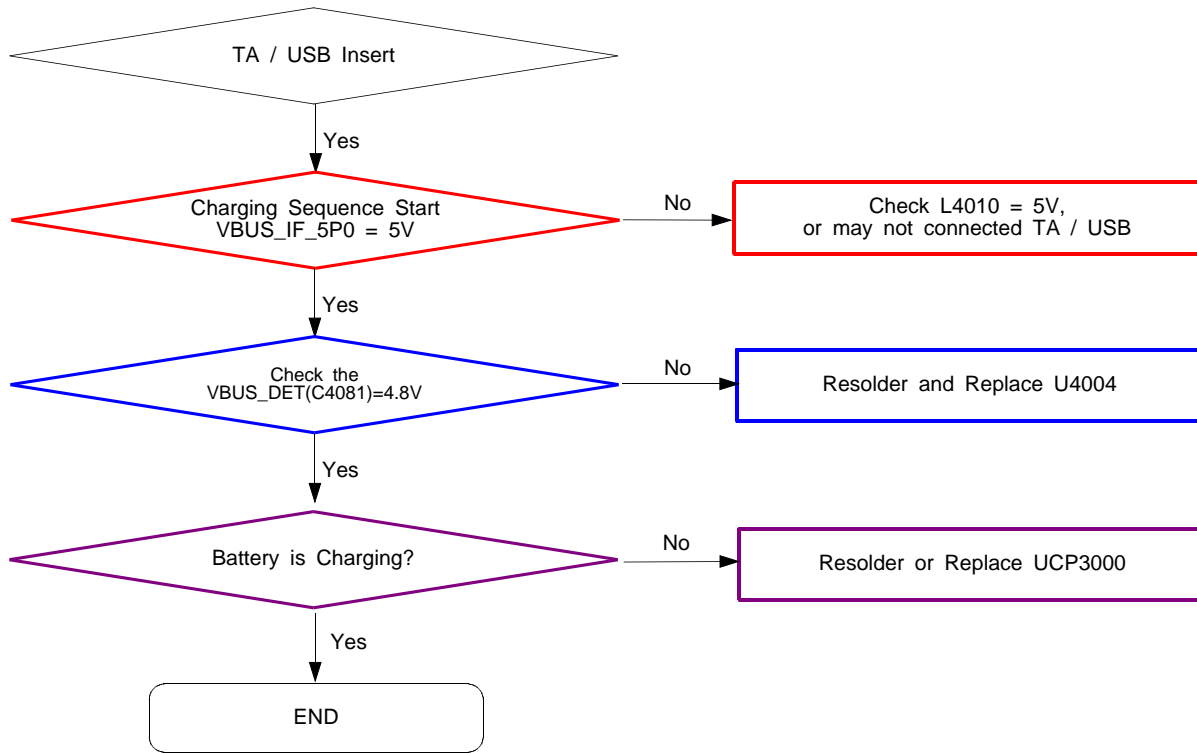 TA / USB Insert
Yes
Charging Sequence Start
VBUS_IF_5P0 = 5V
No
Check L4010 = 5V,
or may not connected TA / USB
Yes
Check the
VBUS_DET(C4081)=4.8V
No
Resolder and Replace U4004
Yes
Battery is Charging?
No
Resolder or Replace UCP3000
Yes
END